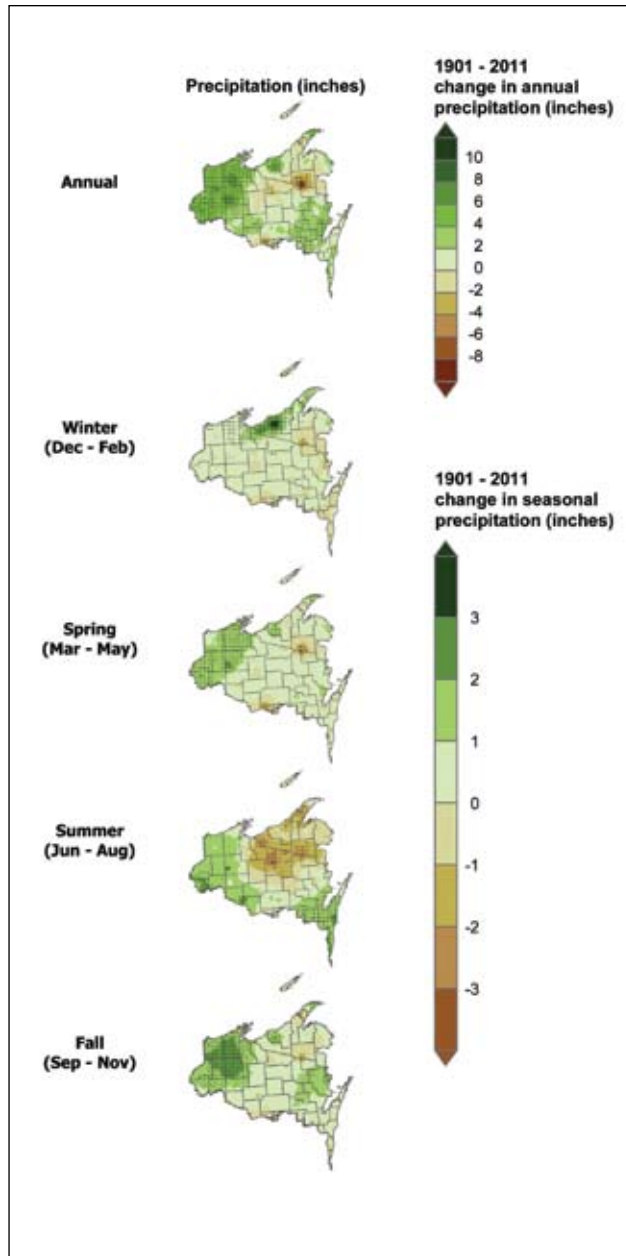 Precipitation (inches)
1901 - 2011
change in annual
precipitation (inches)
Annual
10
8
6
4
2
0
-2
-4
-6
-8
Winter
(Dec - Feb)
1901 - 2011
change in seasonal
precipitation (inches)
Spring
(Mar - May)
Summer
(Jun - Aug)
Fall
(Sep - Nov)
3
2
1
0
-1
-2
-3